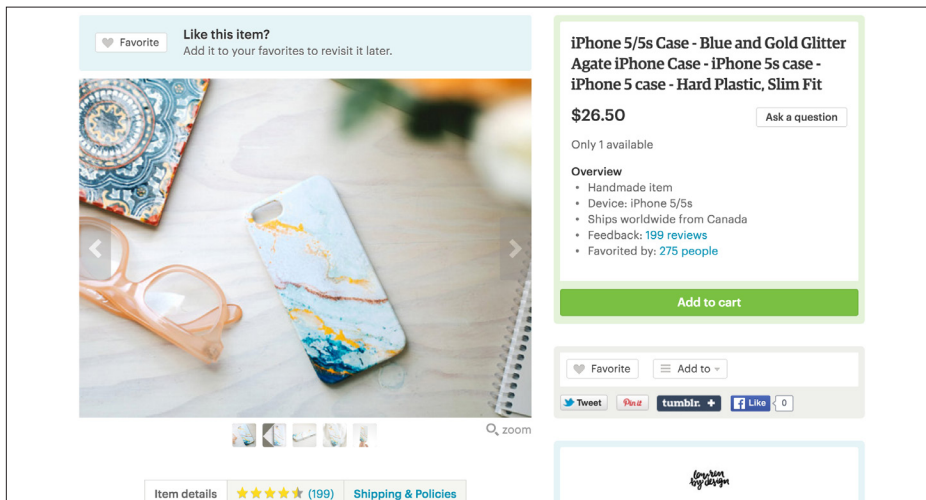 Favorite
Like this item?
Add it to your favorites to revisit it later.
zoom
Item details
(199)
Shipping & Policies
iPhone 5/5s Case - Blue and Gold Glitter
Agate iPhone Case - iPhone 5s case -
iPhone 5 case - Hard Plastic, Slim Fit
$26.50
Ask a question
Only 1 available
Overview
• Handmade item
• Device: iPhone 5/5s
• Ships worldwide from Canada
• Feedback: 199 reviews
• Favorited by: 275 people
Add to cart
Favorite
Add to
Tweet
Pin it
tumblr. +
Like
0
by design